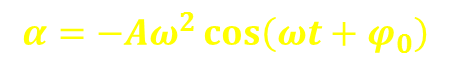 α = −Aω² cos(ωt + φ₀)